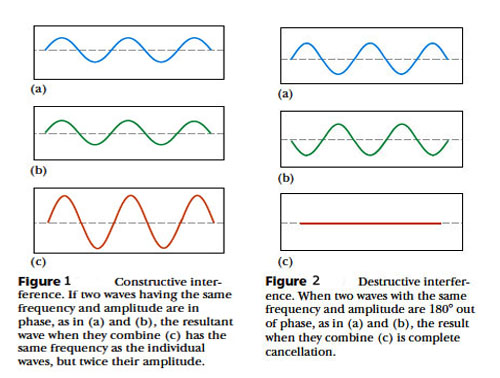 (a)
(b)
(c)
Figure 1 Constructive inter-
ference. If two waves having the same
frequency and amplitude are in
phase, as in (a) and (b), the resultant
wave when they combine (c) has the
same frequency as the individual
waves, but twice their amplitude.
(a)
(b)
(c)
Figure 2 Destructive interfer-
ence. When two waves with the same
frequency and amplitude are 180° out
of phase, as in (a) and (b), the result
when they combine (c) is complete
cancellation.